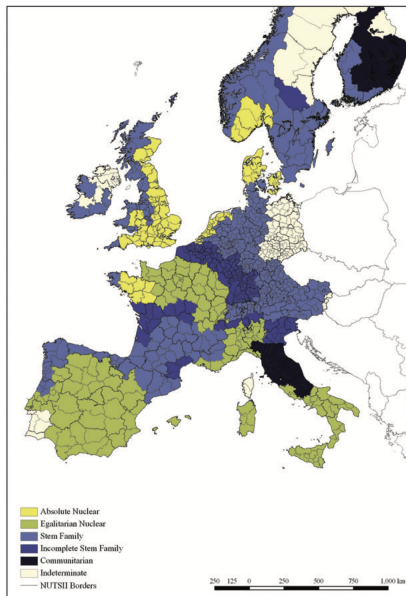 Absolute Nuclear
Egalitarian Nuclear
Stem Family
Incomplete Stem Family
Communitarian
Indeterminate
NUTSII Borders
250 125 0 250 500 750 1,000 km